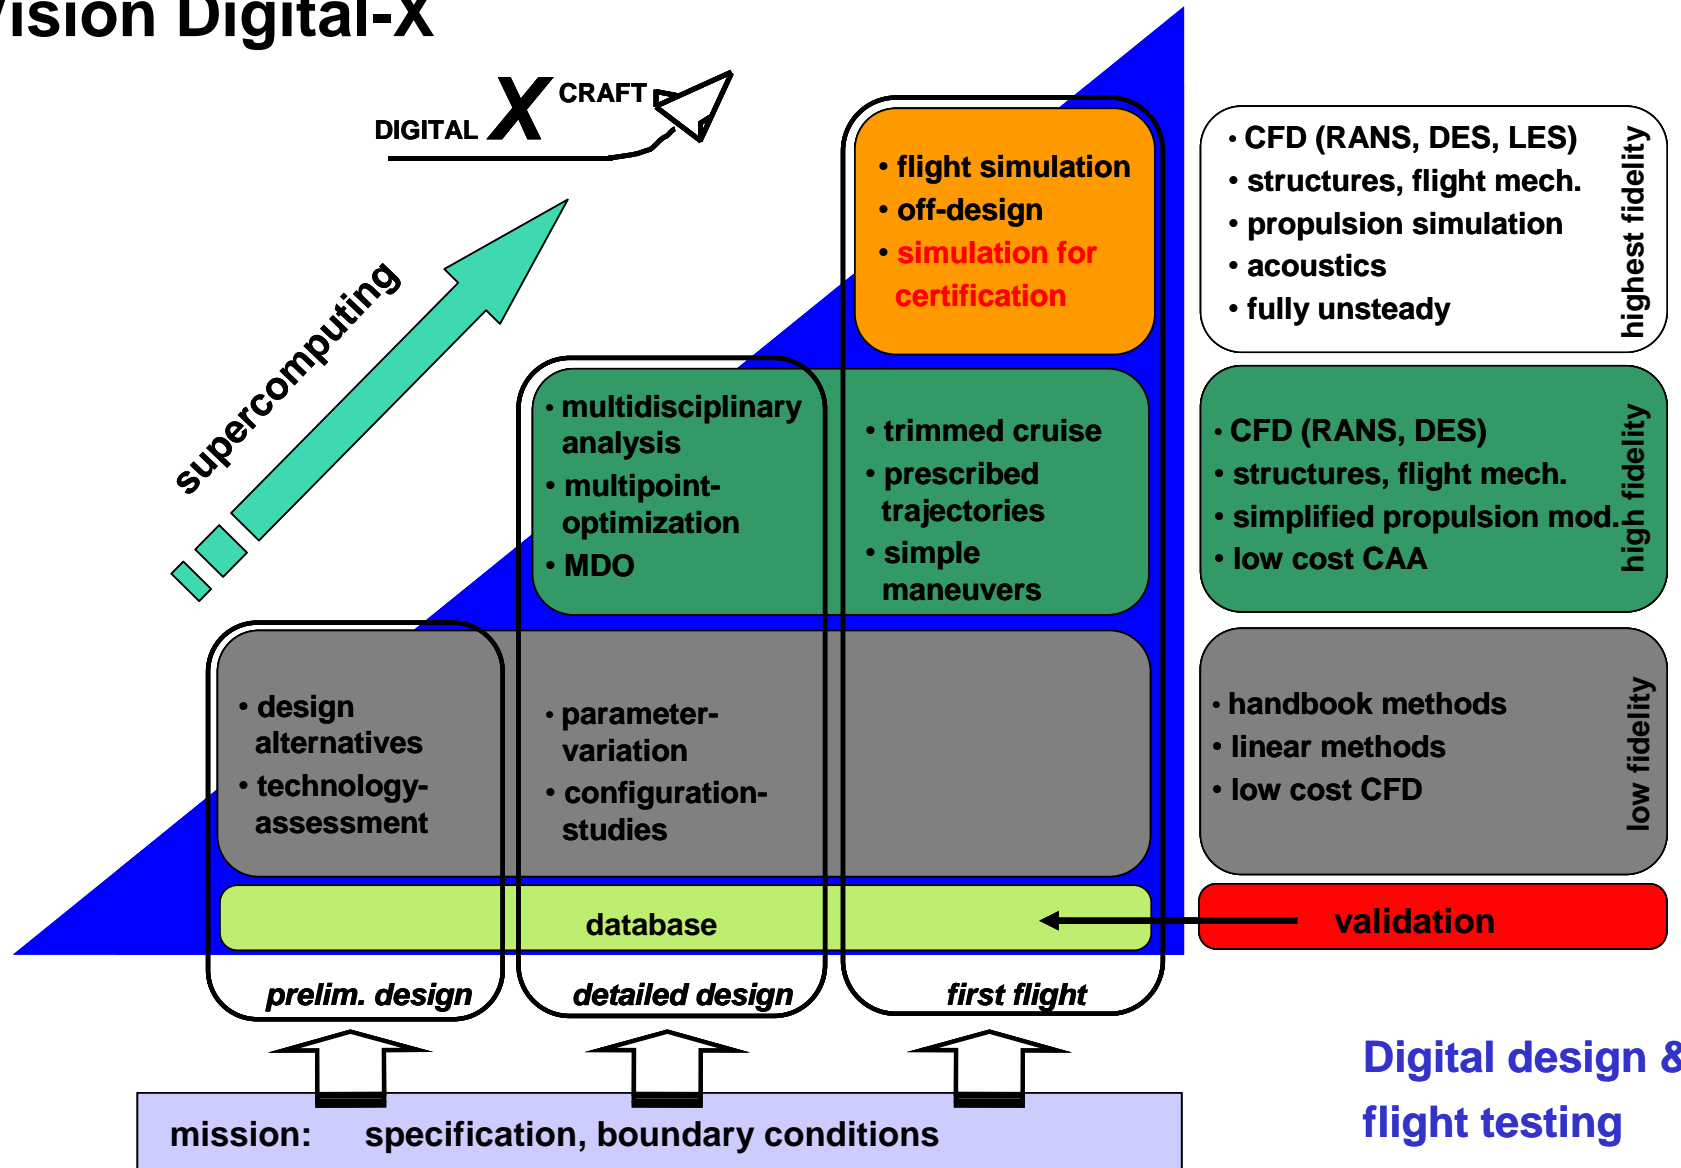 Vision Digital-X
DIGITAL X CRAFT
supercomputing
• flight simulation
• off-design
• simulation for
certification
• CFD (RANS, DES, LES)
• structures, flight mech.
• propulsion simulation
• acoustics
• fully unsteady
highest fidelity
• multidisciplinary
analysis
• multipoint-
optimization
• MDO
• trimmed cruise
• prescribed
trajectories
• simple
maneuvers
• CFD (RANS, DES)
• structures, flight mech.
• simplified propulsion mod.
• low cost CAA
high fidelity
• design
alternatives
• technology-
assessment
• parameter-
variation
• configuration-
studies
• handbook methods
• linear methods
• low cost CFD
low fidelity
database
validation
prelim. design
detailed design
first flight
mission: specification, boundary conditions
Digital design &
flight testing